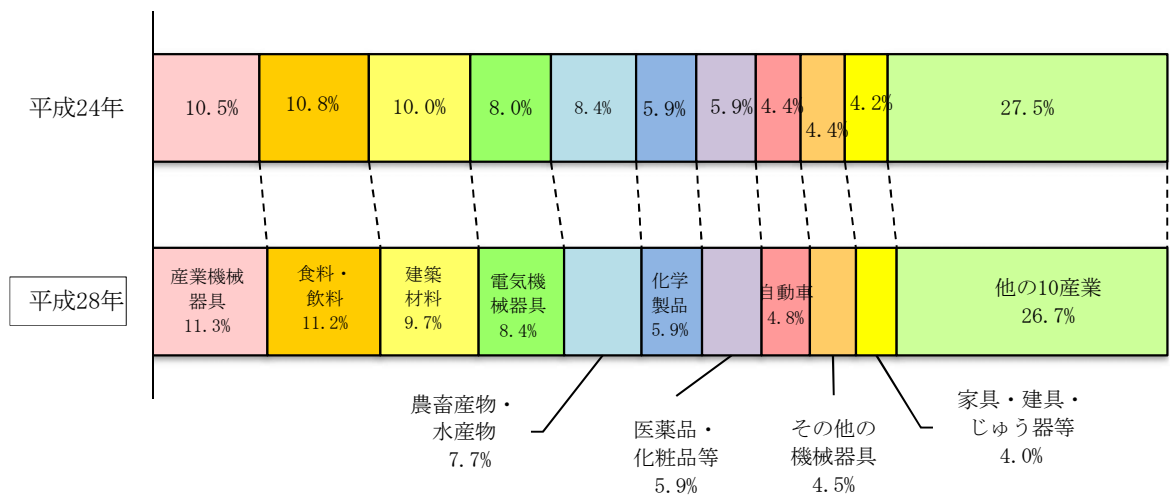 平成24年
10.5%
10.8%
10.0%
8.0%
8.4%
5.9%
5.9%
4.4%
4.4%
4.2%
27.5%
平成28年
産業機械
器具
11.3%
食料・
飲料
11.2%
建築
材料
9.7%
電気機
械器具
8.4%
化学
製品
5.9%
自動車
4.8%
他の10産業
26.7%
農畜産物・
水産物
7.7%
医薬品・
化粧品等
5.9%
その他の
機械器具
4.5%
家具・建具・
じゅう器等
4.0%